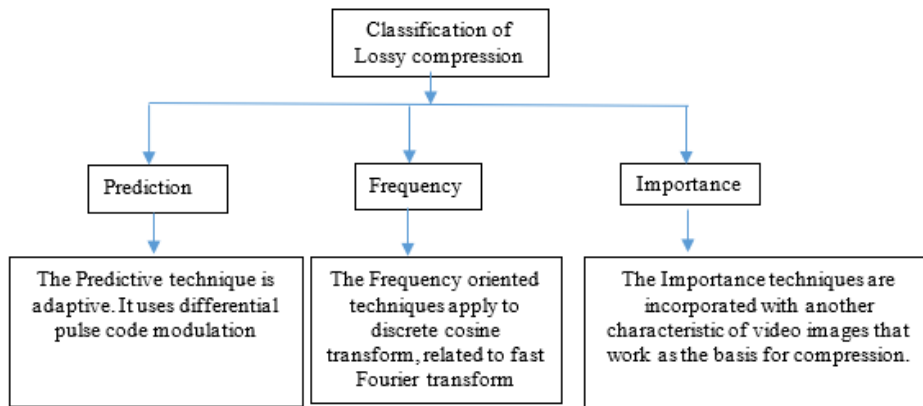 Classification of
Lossy compression
Prediction
Frequency
Importance
The Predictive technique is
adaptive. It uses differential
pulse code modulation
The Frequency oriented
techniques apply to
discrete cosine
transform, related to fast
Fourier transform
The Importance techniques are
incorporated with another
characteristic of video images that
work as the basis for compression.